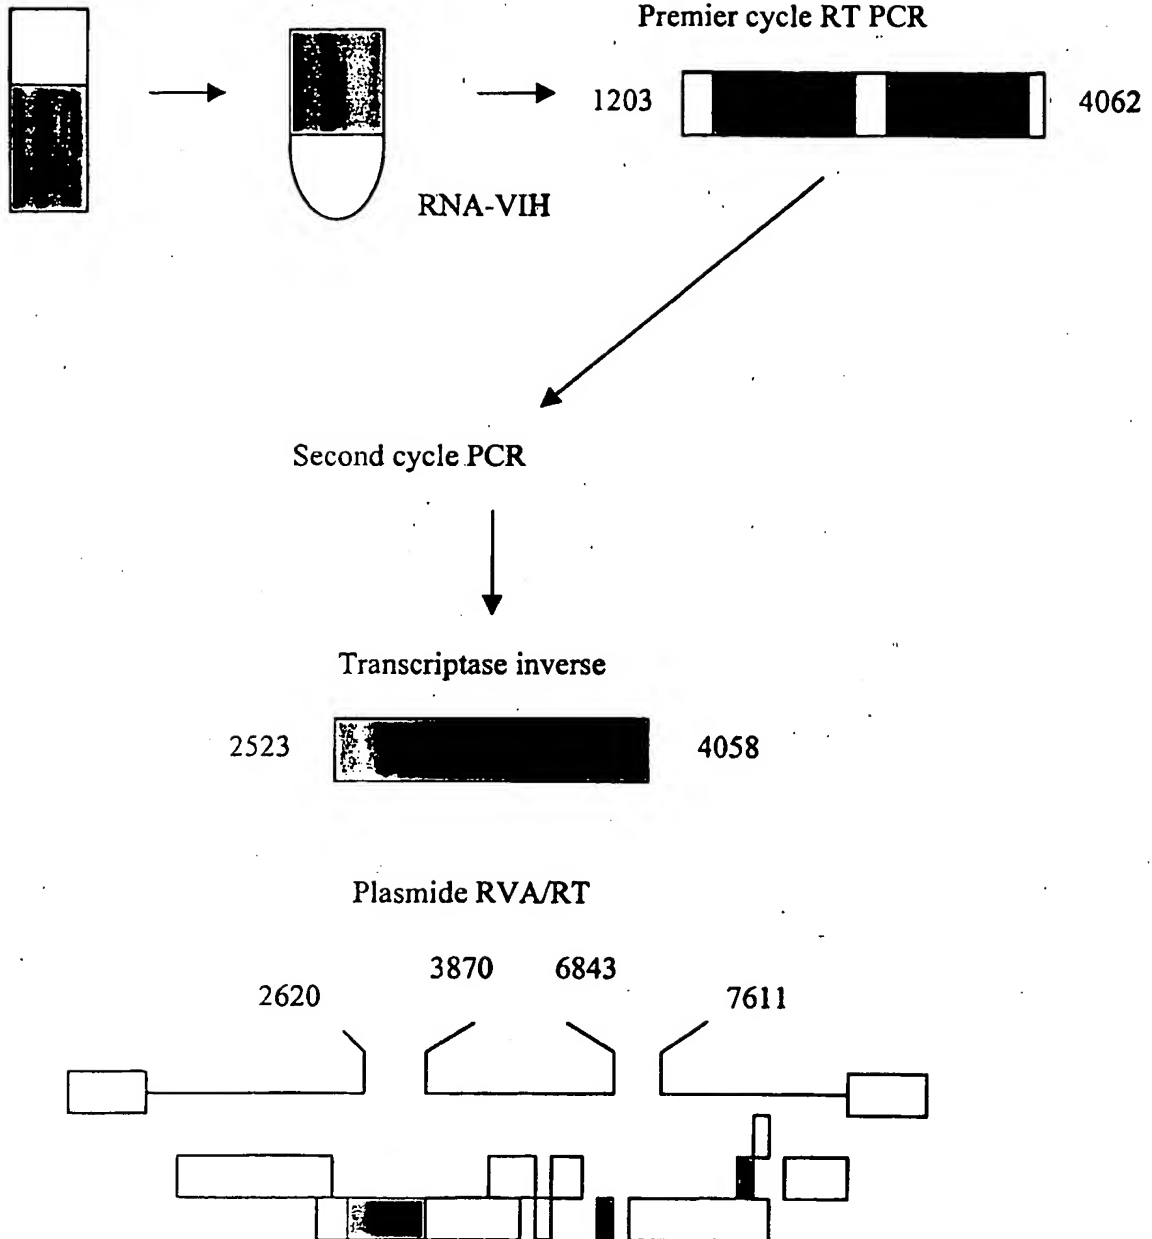 Premier cycle RT PCR
1203
4062
RNA-VIH
Second cycle PCR
Transcriptase inverse
2523
4058
Plasmide RVA/RT
3870
6843
2620
7611